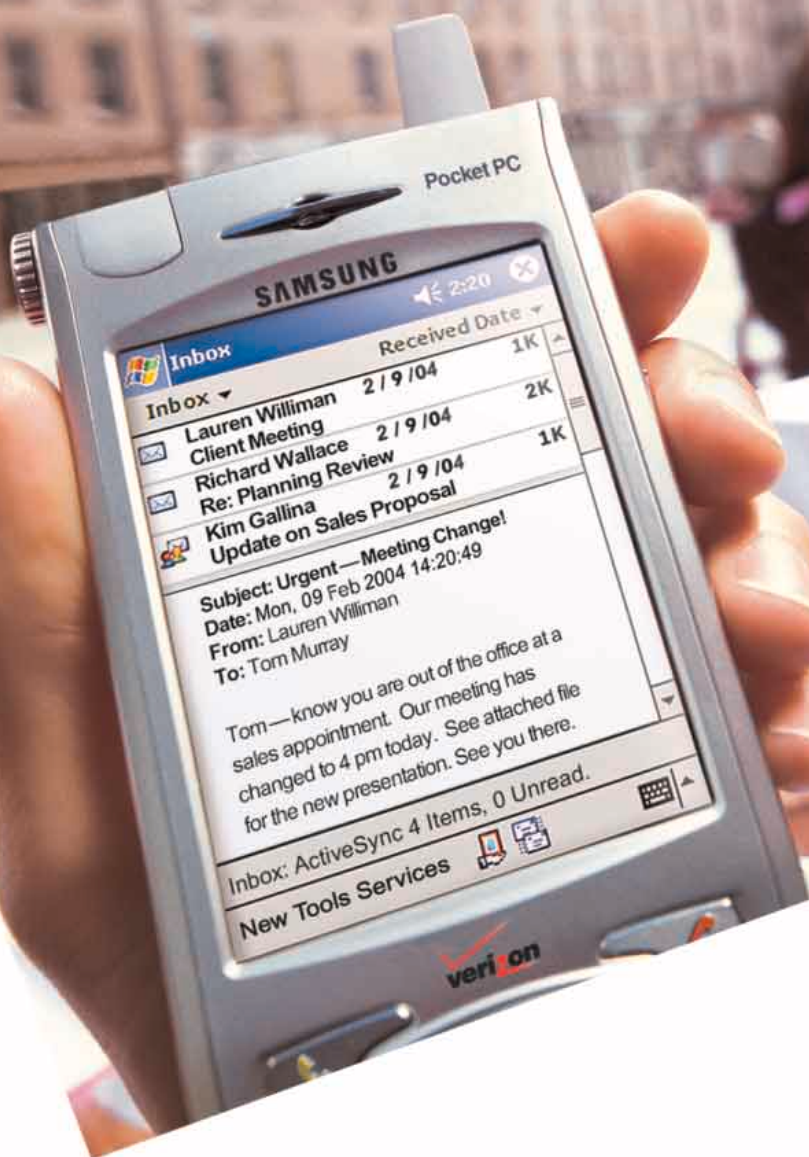 Pocket PC
SAMSUNG
Inbox 2:20
Inbox Received Date
Lauren Williman 2/9/04 1K
Client Meeting
Richard Wallace 2/9/04 2K
Re: Planning Review
Kim Gallina 2/9/04 1K
Update on Sales Proposal
Subject: Urgent—Meeting Change!
Date: Mon, 09 Feb 2004 14:20:49
From: Lauren Williman
To: Tom Murray
Tom—know you are out of the office at a
sales appointment. Our meeting has
changed to 4 pm today. See attached file
for the new presentation. See you there.
Inbox: ActiveSync 4 Items, 0 Unread.
New Tools Services
verizon